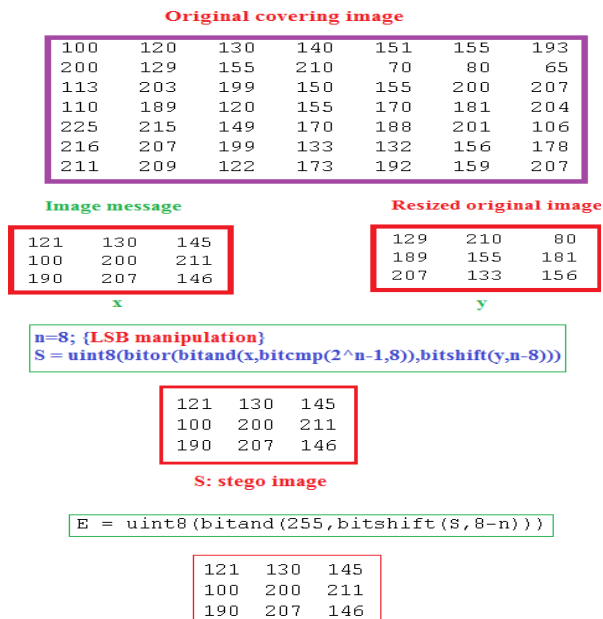 Original covering image
100 120 130 140 151 155 193
200 129 155 210 70 80 65
113 203 199 150 155 200 207
110 189 120 155 170 181 204
225 215 149 170 188 201 106
216 207 199 133 132 156 178
211 209 122 173 192 159 207
Image message
Resized original image
121 130 145
100 200 211
190 207 146
129 210 80
189 155 181
207 133 156
x
y
n=8; {LSB manipulation}
S = uint8(bitor(bitand(x,bitcmp(2^n-1,8)),bitshift(y,n-8)))
121 130 145
100 200 211
190 207 146
S: stego image
E = uint8(bitand(255,bitshift(S,8-n)))
121 130 145
100 200 211
190 207 146